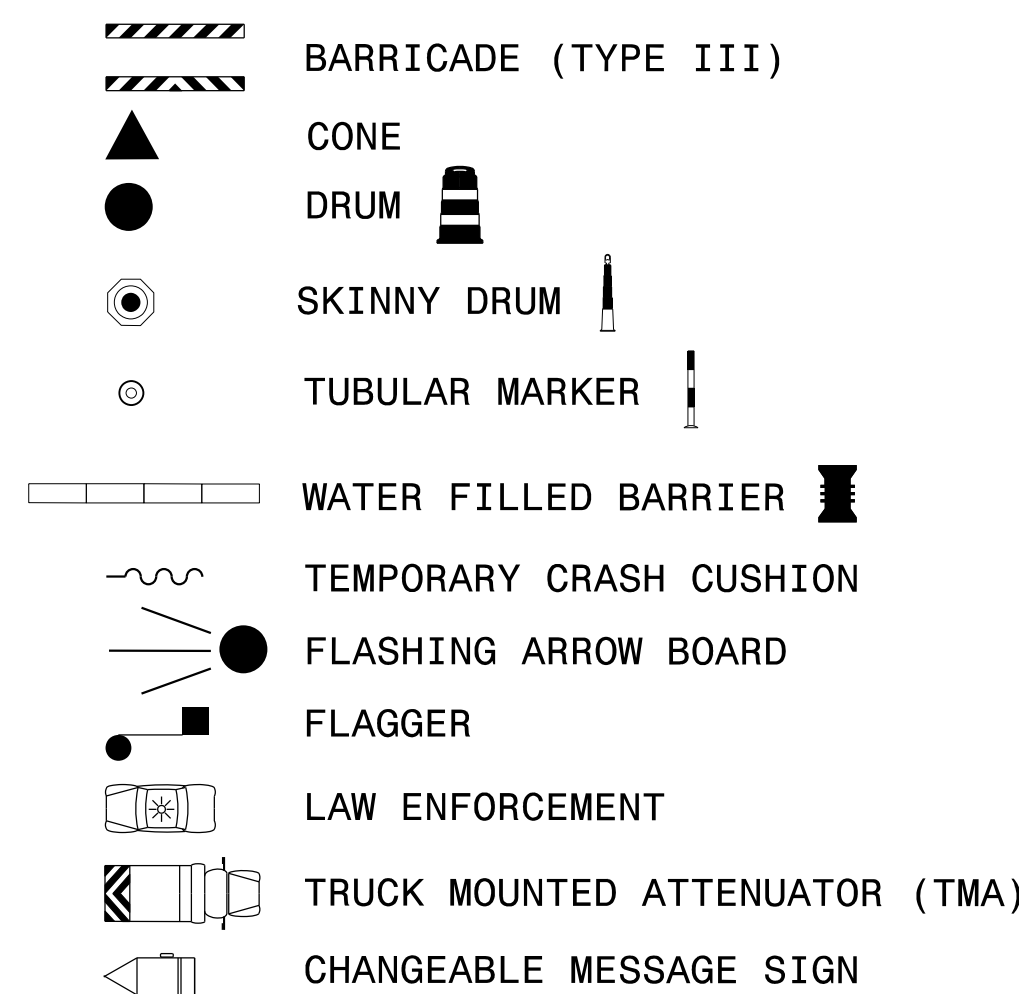 BARRICADE (TYPE III)
CONE
DRUM
SKINNY DRUM
TUBULAR MARKER
WATER FILLED BARRIER
TEMPORARY CRASH CUSHION
FLASHING ARROW BOARD
FLAGGER
LAW ENFORCEMENT
TRUCK MOUNTED ATTENUATOR (TMA)
CHANGEABLE MESSAGE SIGN